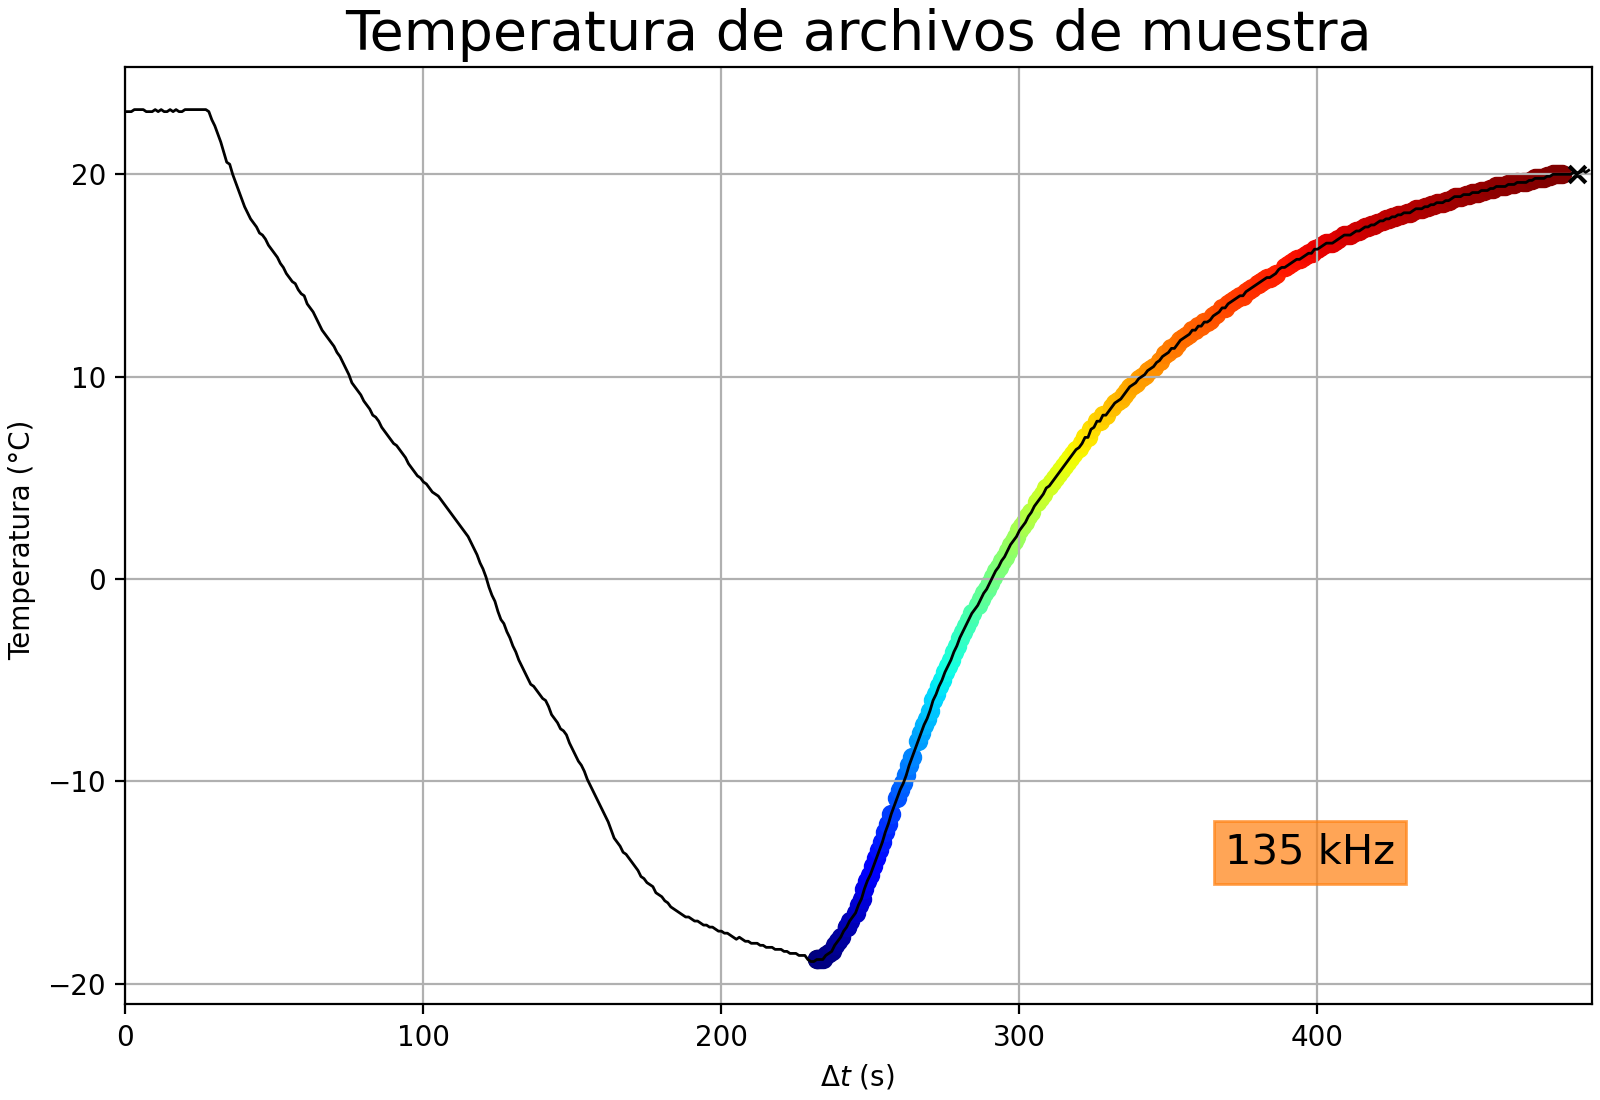 Temperatura de archivos de muestra
Temperatura (°C)
20
10
0
−10
−20
135 kHz
0 100 200 300 400
Δt (s)